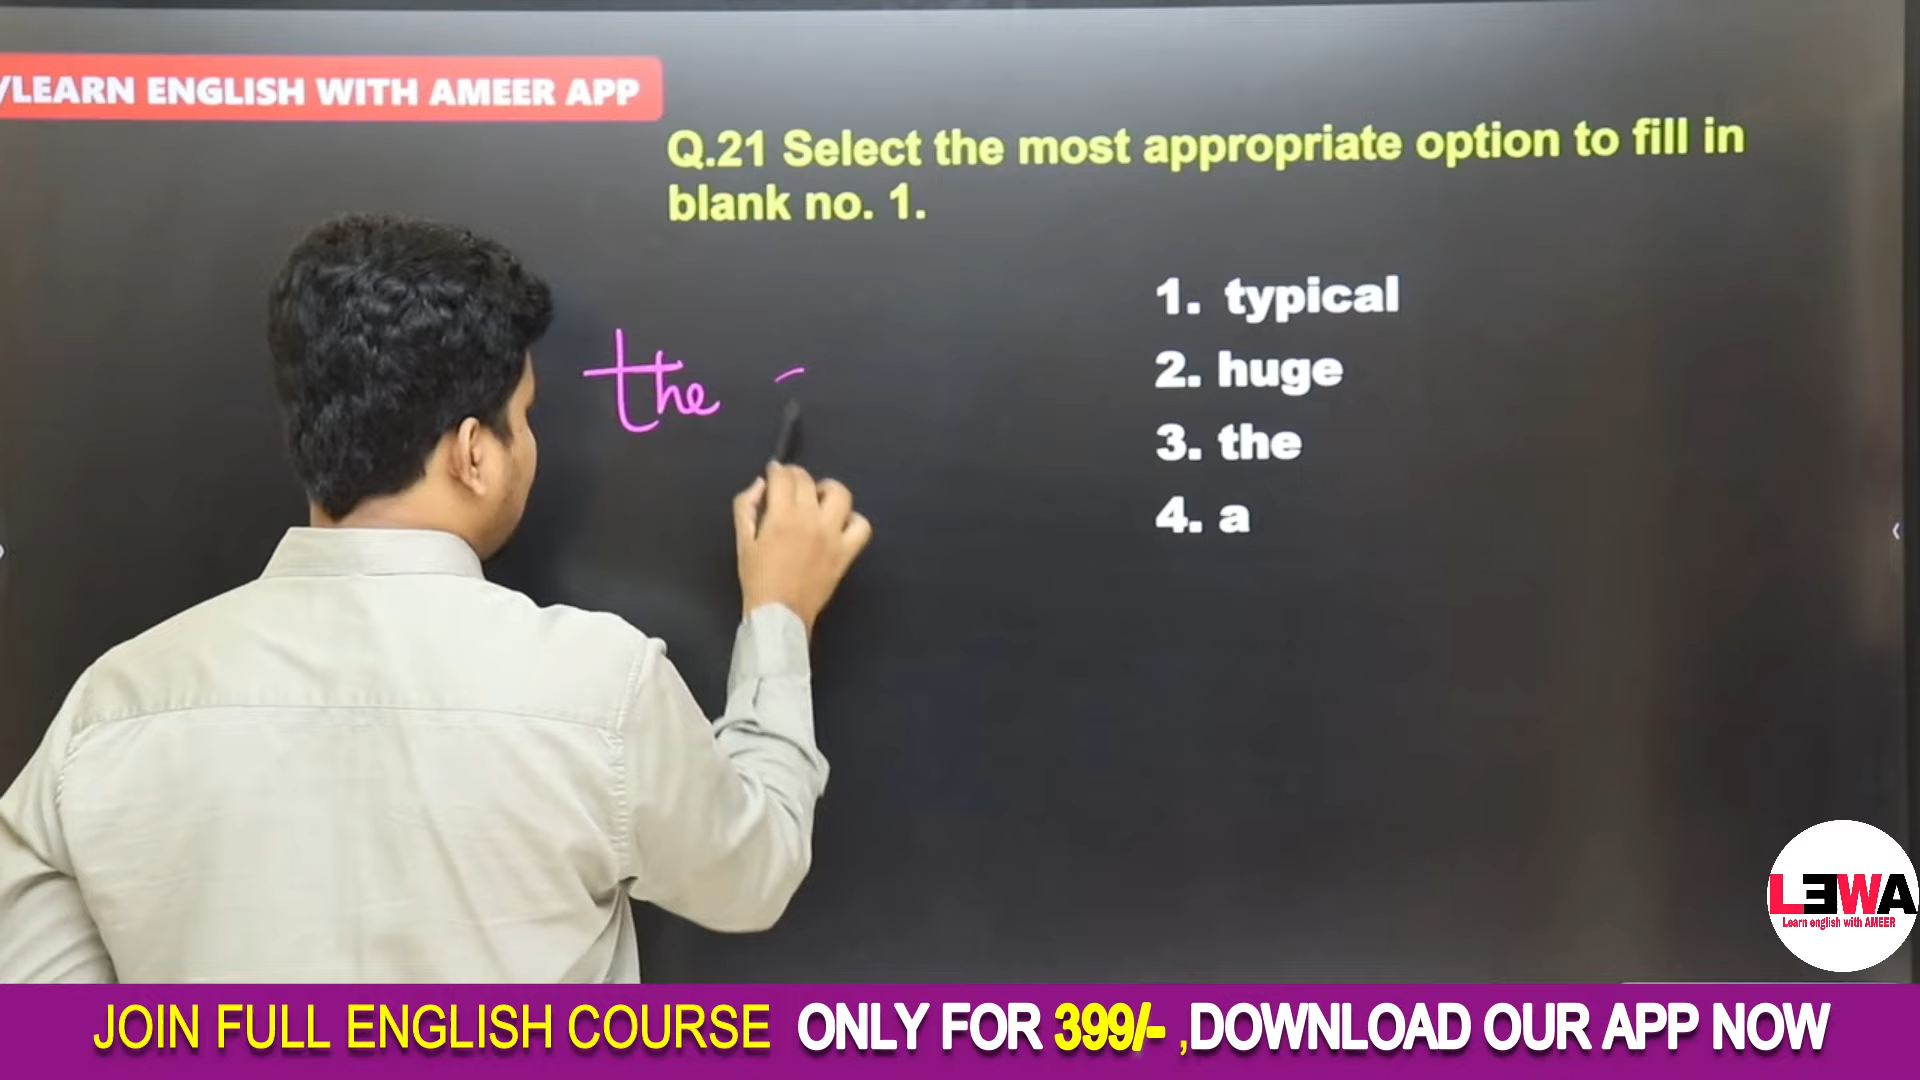 /LEARN ENGLISH WITH AMEER APP
Q.21 Select the most appropriate option to fill in
blank no. 1.
the
1. typical
2. huge
3. the
4. a
LEWA
Learn english with AMEER
JOIN FULL ENGLISH COURSE ONLY FOR 399/- ,DOWNLOAD OUR APP NOW